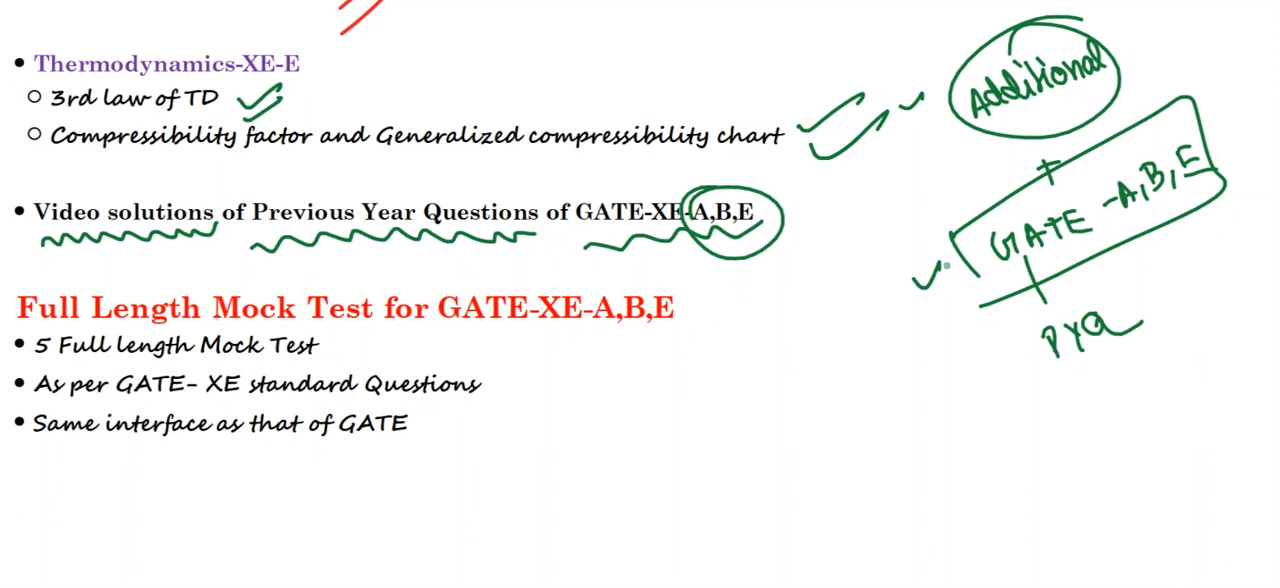 • Thermodynamics-XE-E
○ 3rd law of TD
○ Compressibility factor and Generalized compressibility chart
Additional
+
• Video solutions of Previous Year Questions of GATE-XE-A,B,E
GATE -A,B,E
PYQ
Full Length Mock Test for GATE-XE-A,B,E
• 5 Full length Mock Test
• As per GATE- XE standard Questions
• Same interface as that of GATE